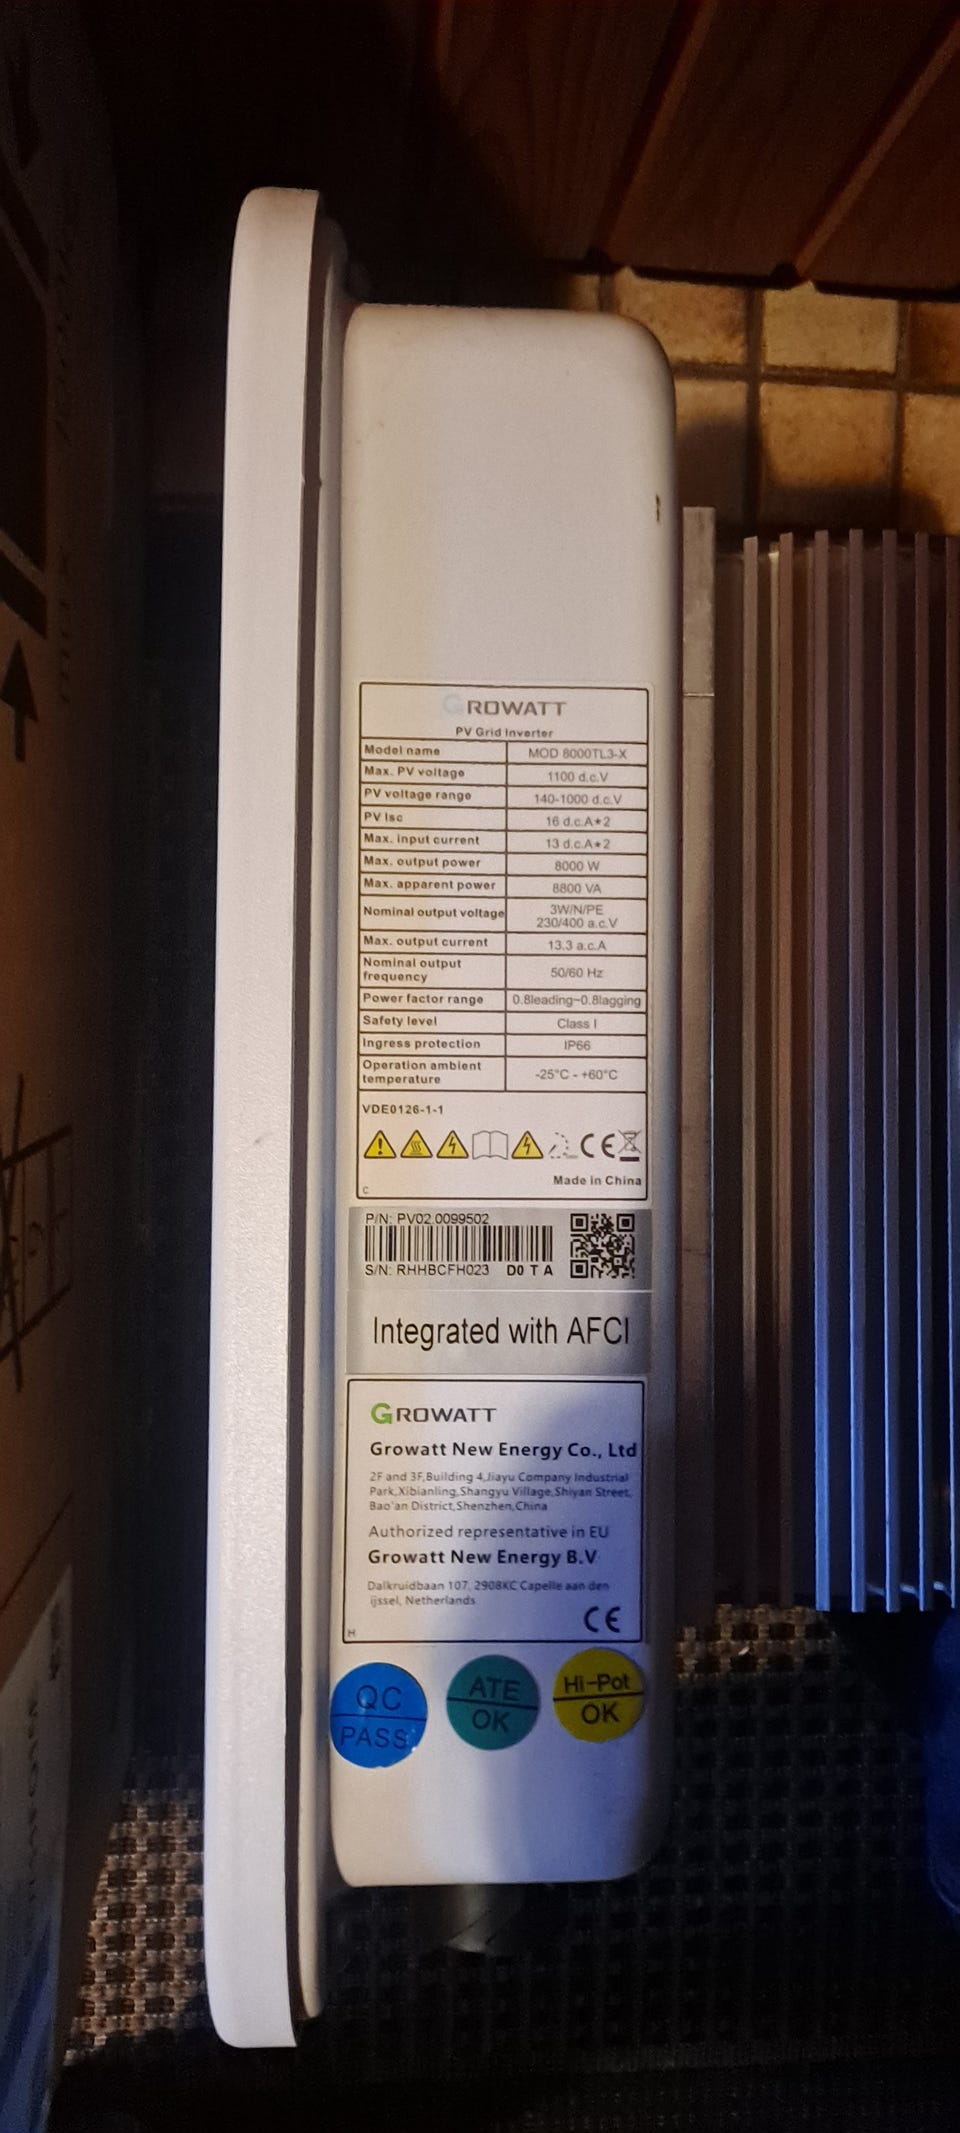 GROWATT
PV Grid Inverter
Model name MOD 8000TL3-X
Max. PV voltage 1100 d.c.V
PV voltage range 140-1000 d.c.V
PV Isc 16 d.c.A*2
Max. input current 13 d.c.A*2
Max. output power 8000 W
Max. apparent power 8800 VA
Nominal output voltage 3W/N/PE
230/400 a.c.V
Max. output current 13.3 a.c.A
Nominal output
frequency 50/60 Hz
Power factor range 0.8leading~0.8lagging
Safety level Class I
Ingress protection IP66
Operation ambient
temperature -25°C - +60°C
VDE0126-1-1
CE
Made in China
C
P/N: PV02.0099502
S/N: RHHBCFH023 D0 T A
Integrated with AFCI
GROWATT
Growatt New Energy Co., Ltd
2F and 3F,Building 4,Jiayu Company Industrial
Park,Xibianling,Shangyu Village,Shiyan Street,
Bao'an District,Shenzhen,China
Authorized representative in EU
Growatt New Energy B.V
Dalkruidbaan 107, 2908KC Capelle aan den
ijssel, Netherlands
CE
H
QC
PASS
ATE
OK
Hi-Pot
OK